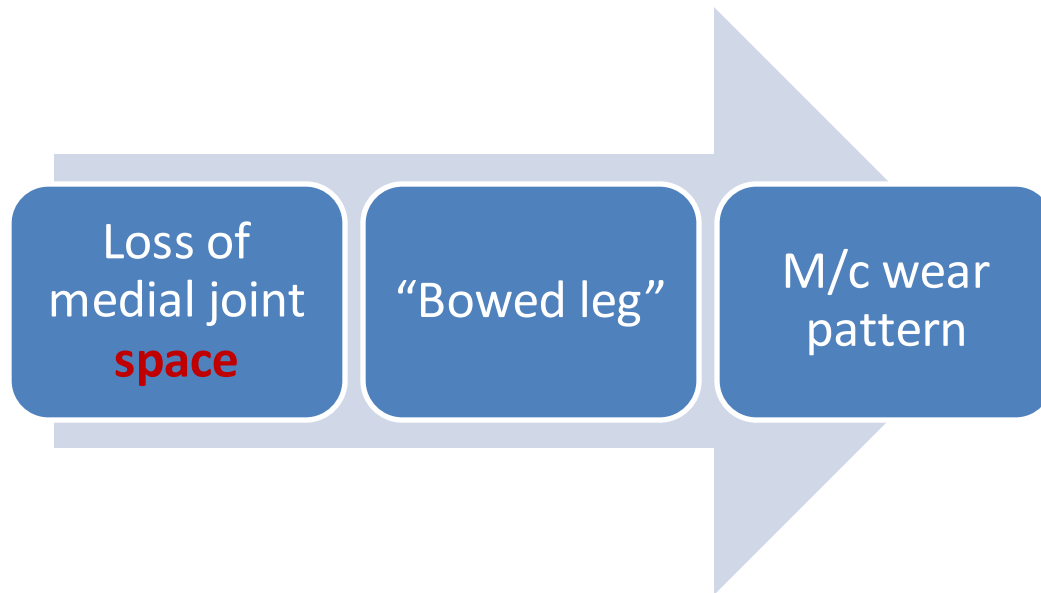 Loss of
medial joint
space
“Bowed leg”
M/c wear
pattern